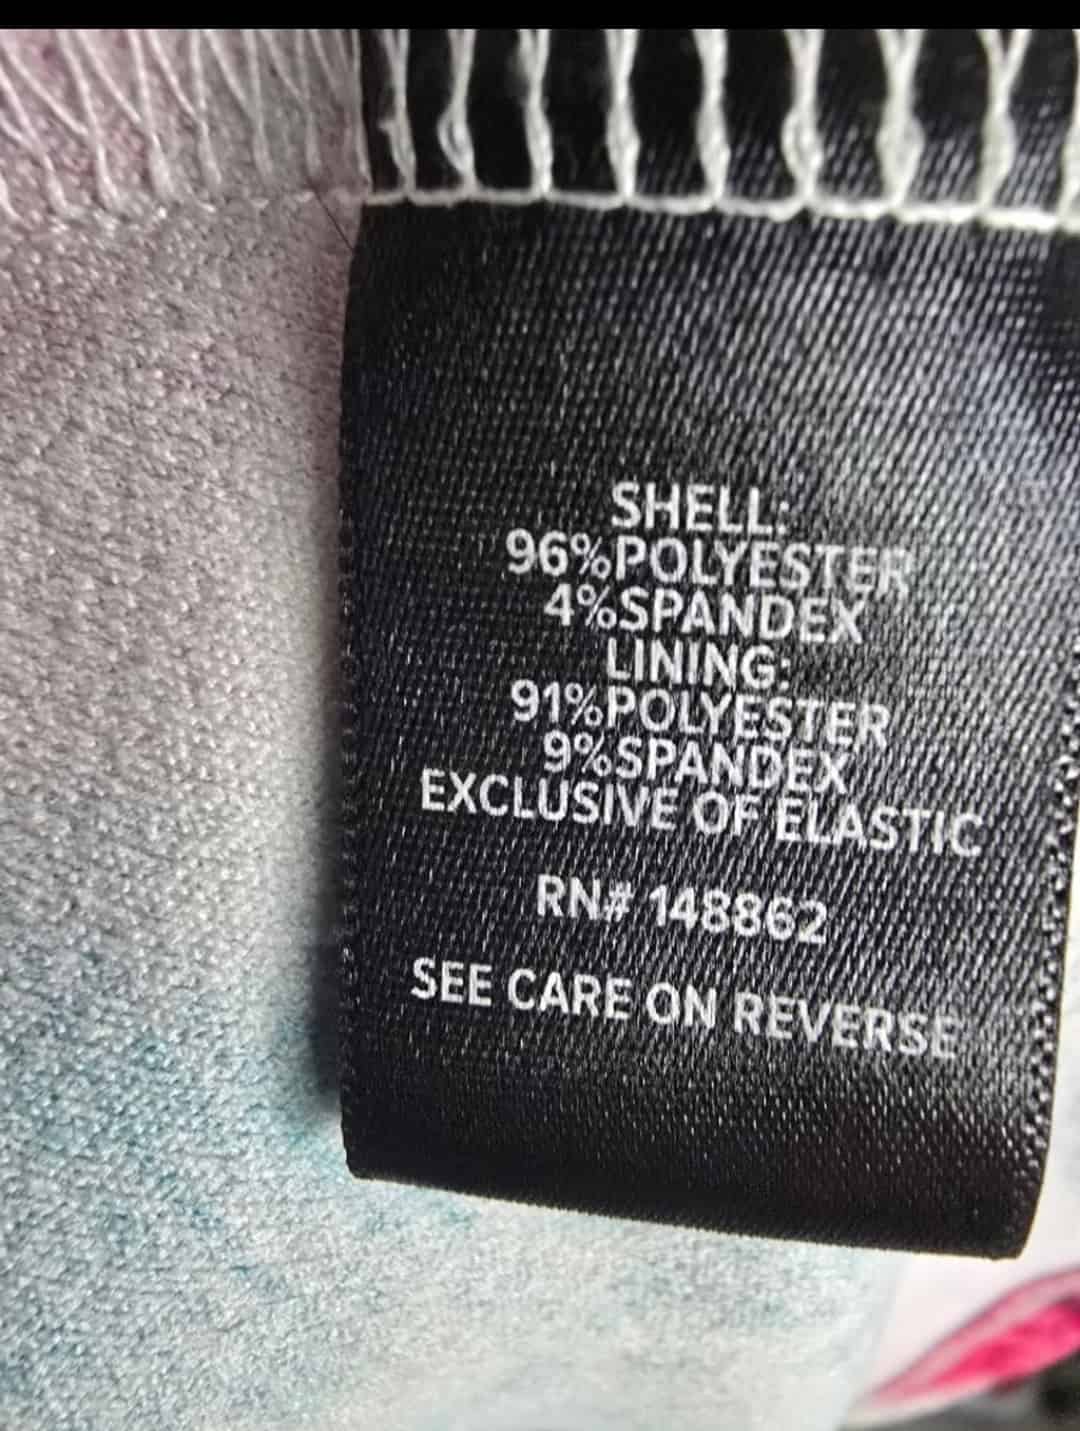 SHELL:
96%POLYESTER
4%SPANDEX
LINING:
91%POLYESTER
9%SPANDEX
EXCLUSIVE OF ELASTIC
RN# 148862
SEE CARE ON REVERSE